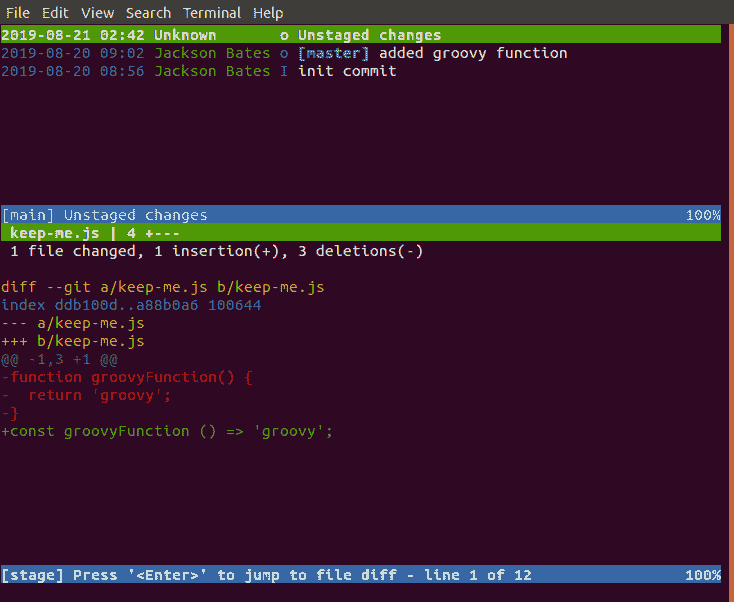 File Edit View Search Terminal Help
2019-08-21 02:42 Unknown o Unstaged changes
2019-08-20 09:02 Jackson Bates o [master] added groovy function
2019-08-20 08:56 Jackson Bates I init commit
[main] Unstaged changes 100%
keep-me.js | 4 +---
1 file changed, 1 insertion(+), 3 deletions(-)
diff --git a/keep-me.js b/keep-me.js
index ddb100d..a88b0a6 100644
--- a/keep-me.js
+++ b/keep-me.js
@@ -1,3 +1 @@
-function groovyFunction() {
-  return 'groovy';
-}
+const groovyFunction () => 'groovy';
[stage] Press '<Enter>' to jump to file diff - line 1 of 12 100%